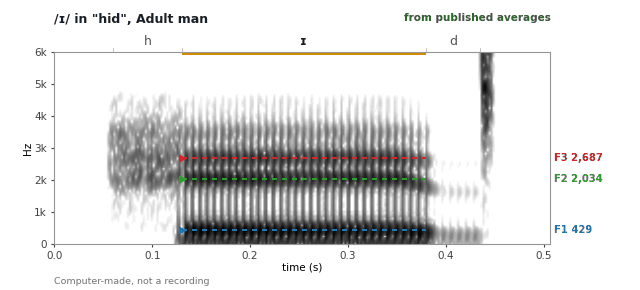 /ɪ/ in "hid", Adult man
from published averages
h ɪ d
6k
5k
4k
3k
2k
1k
0
Hz
F3 2,687
F2 2,034
F1 429
0.0 0.1 0.2 0.3 0.4 0.5
time (s)
Computer-made, not a recording